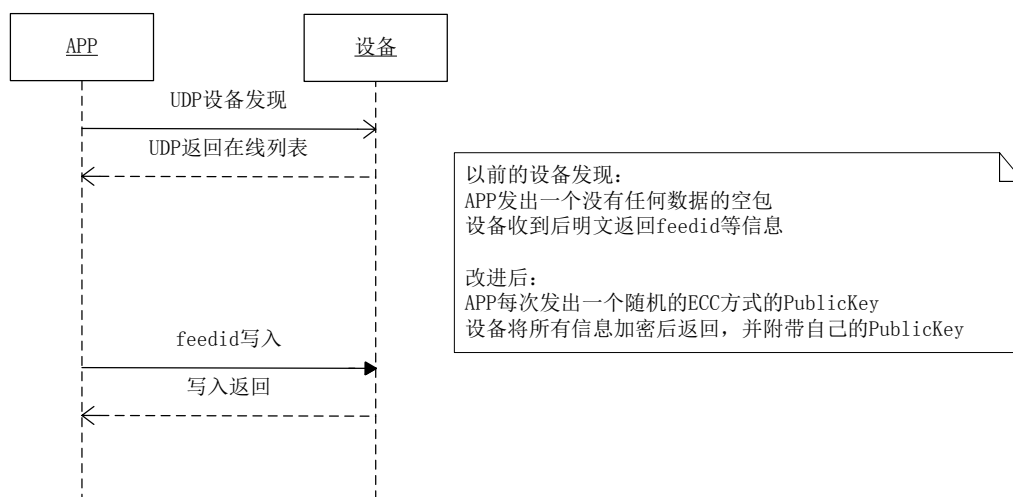 APP
设备
UDP设备发现
UDP返回在线列表
以前的设备发现：
APP发出一个没有任何数据的空包
设备收到后明文返回feedid等信息
改进后：
APP每次发出一个随机的ECC方式的PublicKey
设备将所有信息加密后返回，并附带自己的PublicKey
feedid写入
写入返回